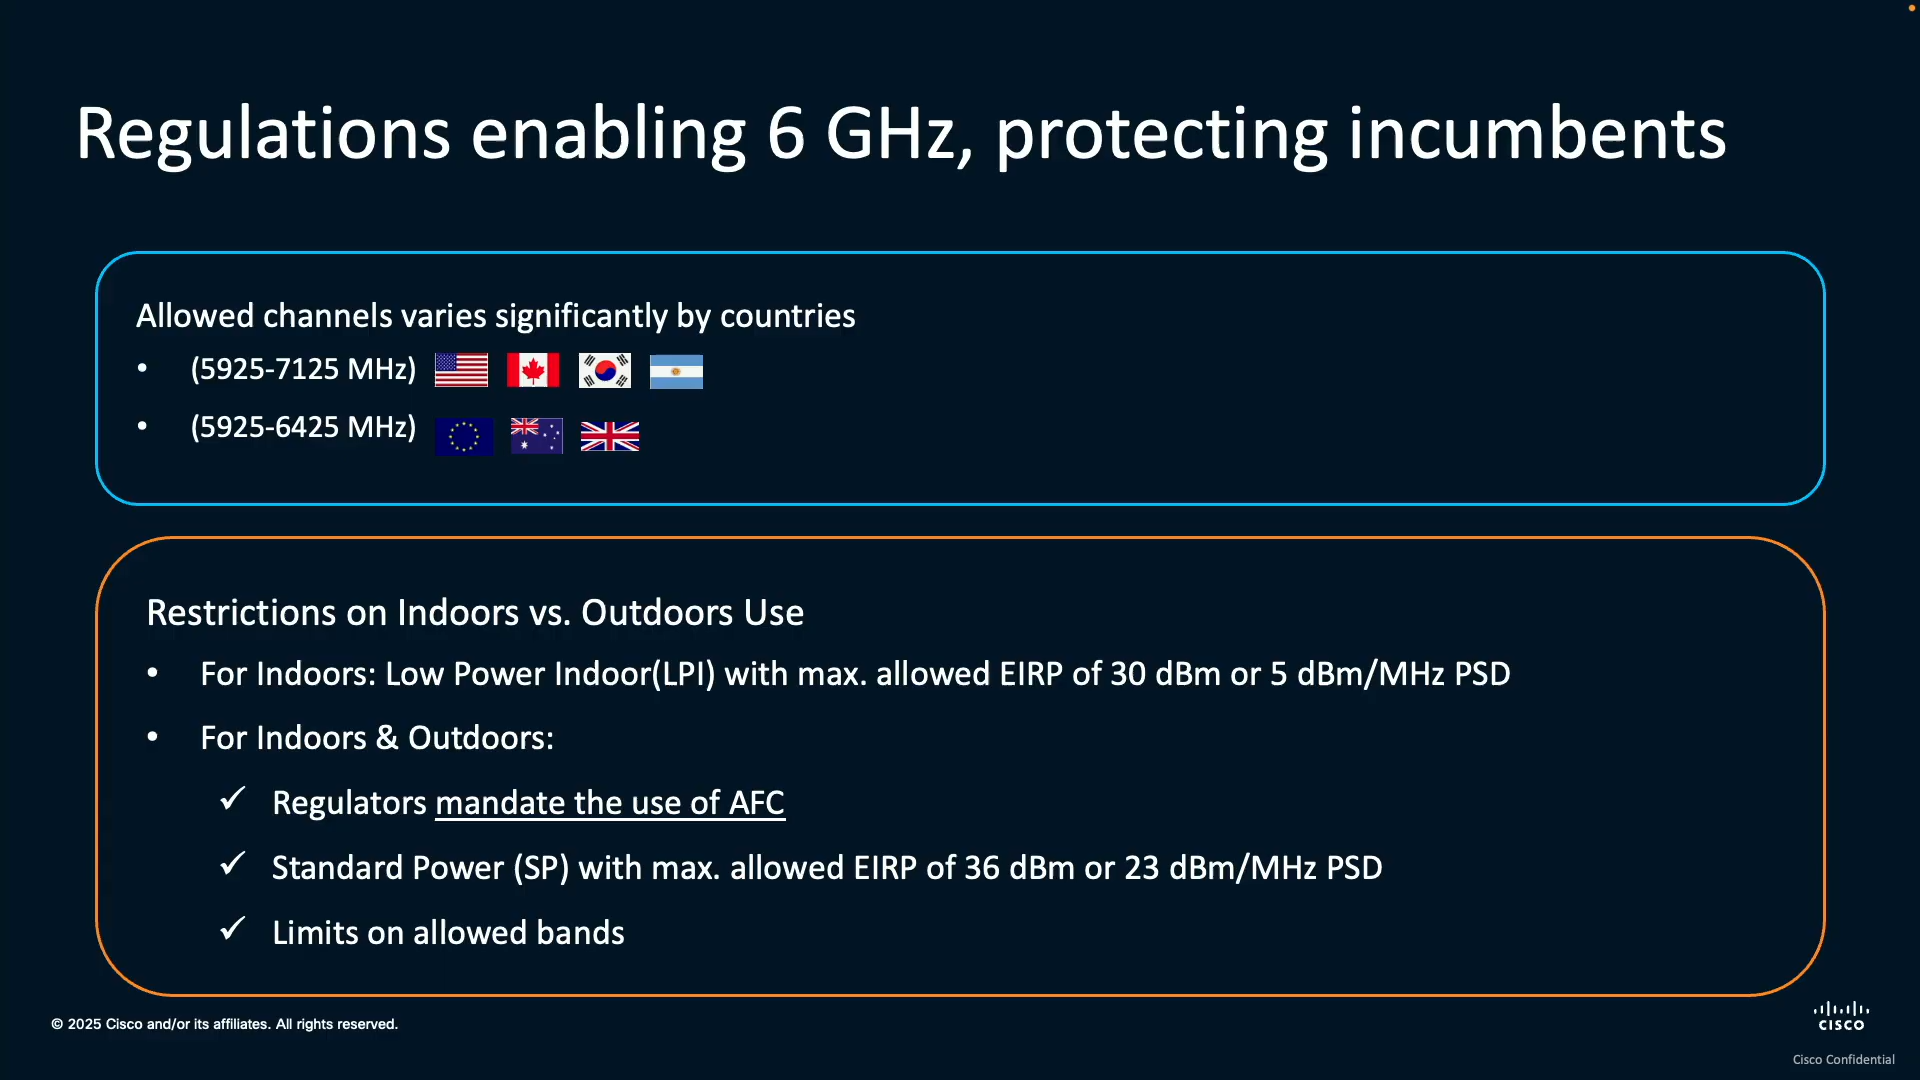 Regulations enabling 6 GHz, protecting incumbents
Allowed channels varies significantly by countries
• (5925-7125 MHz)
• (5925-6425 MHz)
Restrictions on Indoors vs. Outdoors Use
• For Indoors: Low Power Indoor(LPI) with max. allowed EIRP of 30 dBm or 5 dBm/MHz PSD
• For Indoors & Outdoors:
✓ Regulators mandate the use of AFC
✓ Standard Power (SP) with max. allowed EIRP of 36 dBm or 23 dBm/MHz PSD
✓ Limits on allowed bands
© 2025 Cisco and/or its affiliates. All rights reserved.
CISCO
Cisco Confidential